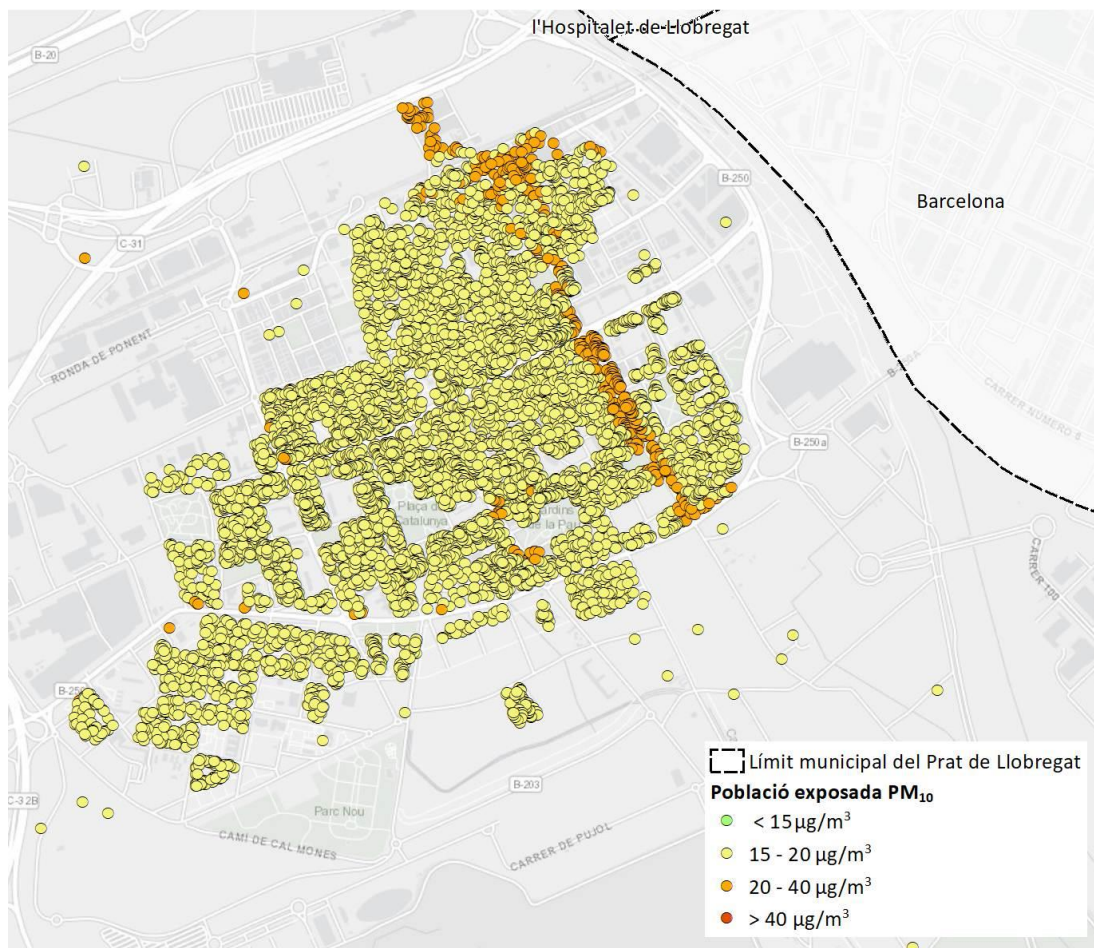 l'Hospitalet de Llobregat
B-20
B-250
Barcelona
C-31
RONDA DE PONENT
CARRER NUMERO 6
B-250a
Plaça de
Catalunya
Jardins
de la Pau
CARRER 100
C-32B
B-203
Parc Nou
CAMI DE CAL MONES
CARRER DE PUJOL
Límit municipal del Prat de Llobregat
Població exposada PM₁₀
< 15 µg/m³
15 - 20 µg/m³
20 - 40 µg/m³
> 40 µg/m³